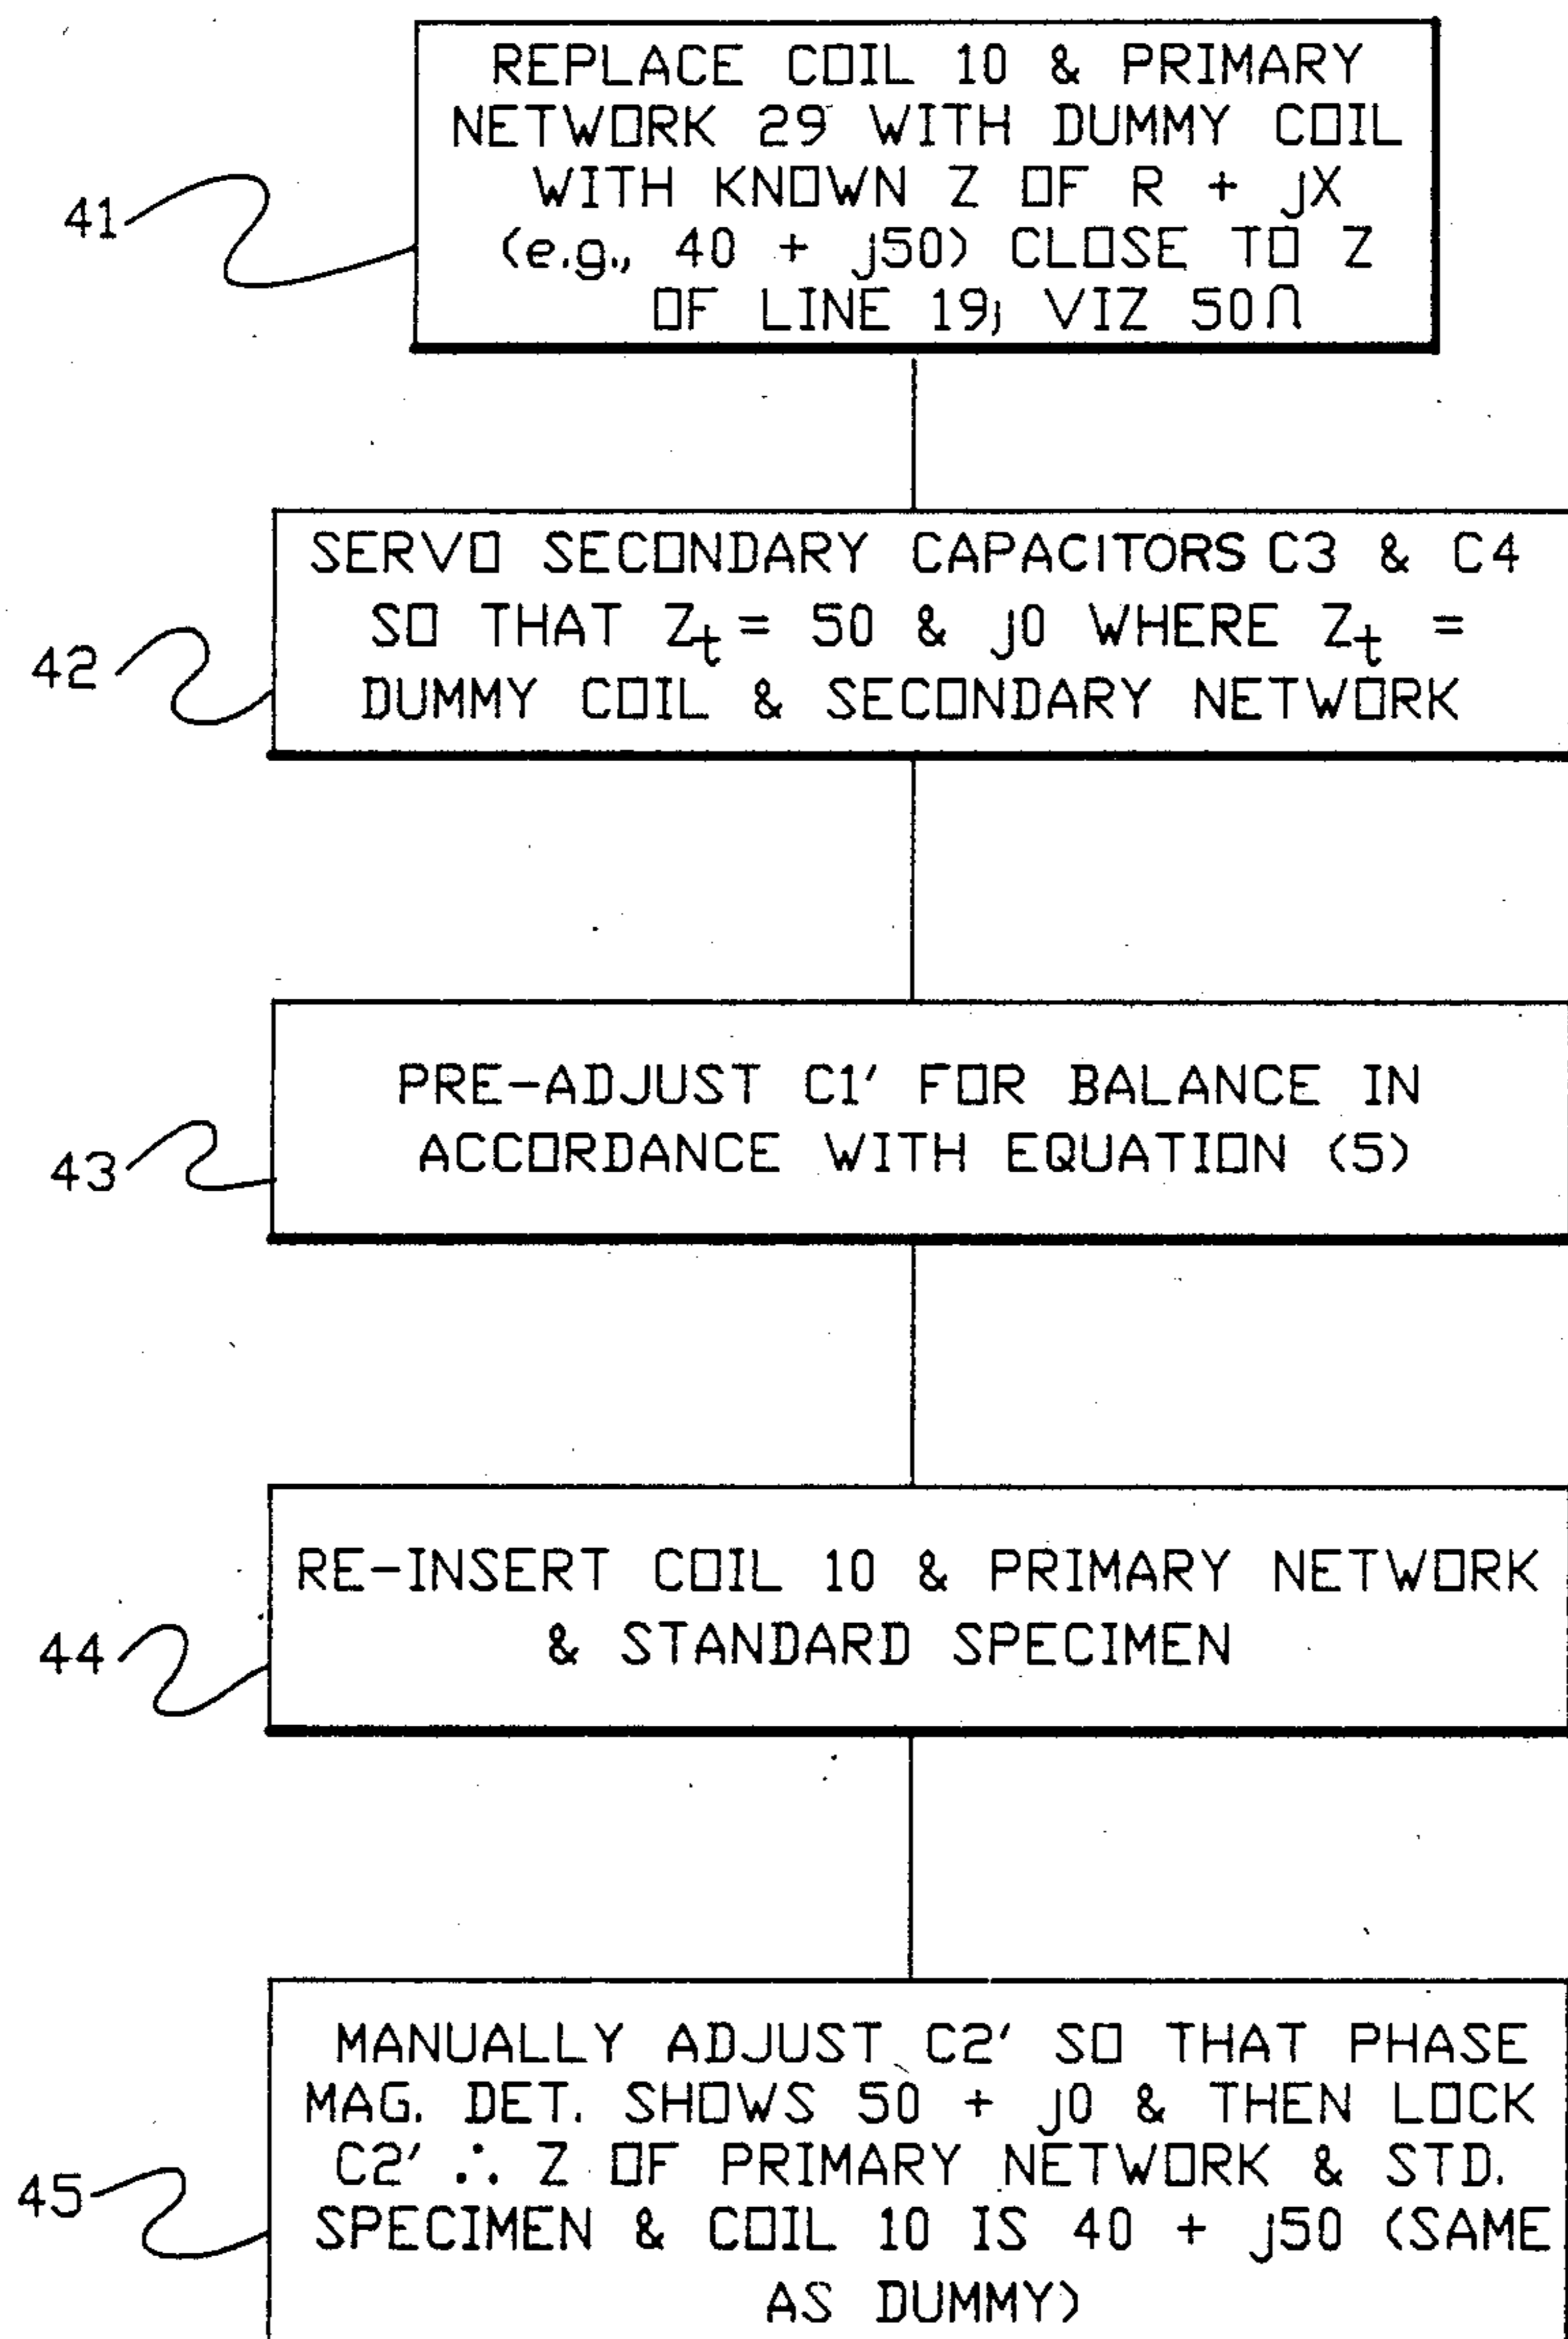 REPLACE COIL 10 & PRIMARY
NETWORK 29 WITH DUMMY COIL
WITH KNOWN Z OF R + jX
(e.g., 40 + j50) CLOSE TO Z
OF LINE 19; VIZ 50Ω
41
SERVO SECONDARY CAPACITORS C3 & C4
SO THAT Zt = 50 & j0 WHERE Zt =
DUMMY COIL & SECONDARY NETWORK
42
PRE-ADJUST C1' FOR BALANCE IN
ACCORDANCE WITH EQUATION (5)
43
RE-INSERT COIL 10 & PRIMARY NETWORK
& STANDARD SPECIMEN
44
MANUALLY ADJUST C2' SO THAT PHASE
MAG. DET. SHOWS 50 + j0 & THEN LOCK
C2' ∴ Z OF PRIMARY NETWORK & STD.
SPECIMEN & COIL 10 IS 40 + j50 (SAME
AS DUMMY)
45